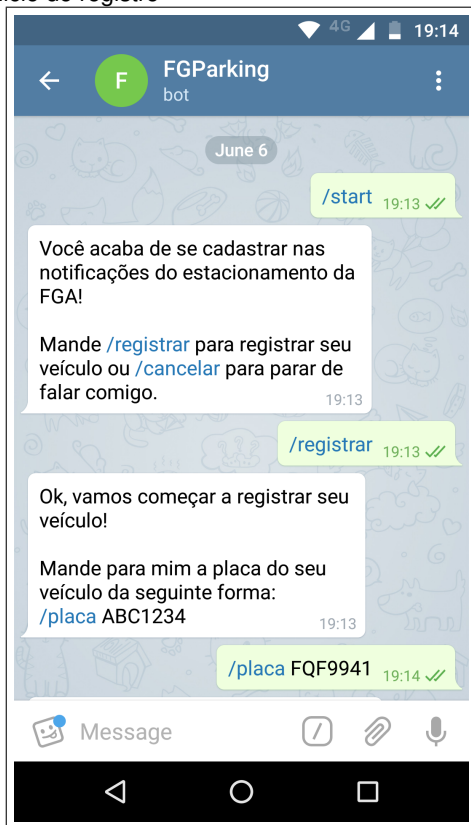 4G 19:14
F FGParking
bot
June 6
/start 19:13
Você acaba de se cadastrar nas
notificações do estacionamento da
FGA!
Mande /registrar para registrar seu
veículo ou /cancelar para parar de
falar comigo.
19:13
/registrar 19:13
Ok, vamos começar a registrar seu
veículo!
Mande para mim a placa do seu
veículo da seguinte forma:
/placa ABC1234
19:13
/placa FQF9941 19:14
Message